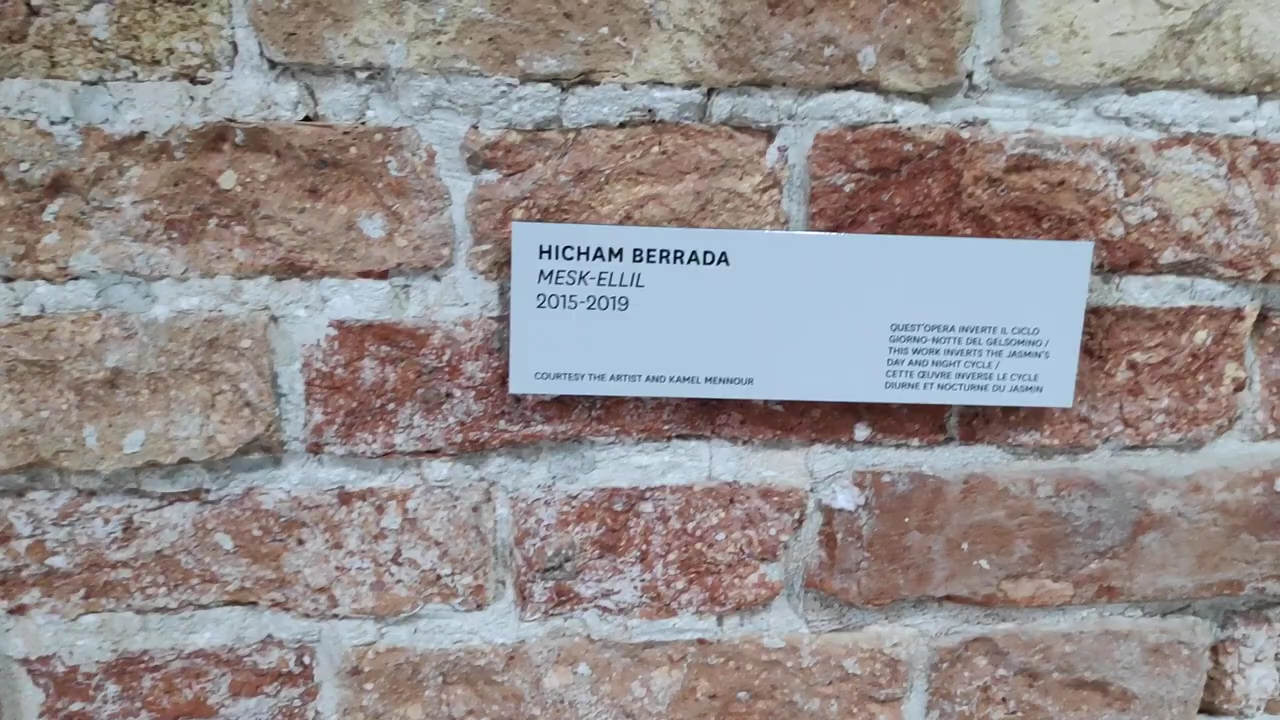 HICHAM BERRADA
MESK-ELLIL
2015-2019
COURTESY THE ARTIST AND KAMEL MENNOUR
QUEST'OPERA INVERTE IL CICLO
GIORNO-NOTTE DEL GELSOMINO /
THIS WORK INVERTS THE JASMIN'S
DAY AND NIGHT CYCLE /
CETTE ŒUVRE INVERSE LE CYCLE
DIURNE ET NOCTURNE DU JASMIN